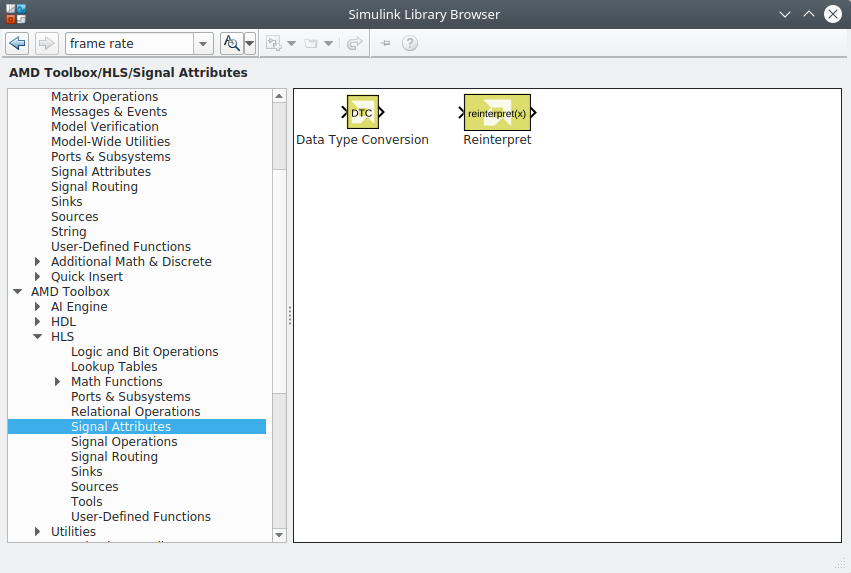 Simulink Library Browser
frame rate
AMD Toolbox/HLS/Signal Attributes
Matrix Operations
Messages & Events
Model Verification
Model-Wide Utilities
Ports & Subsystems
Signal Attributes
Signal Routing
Sinks
Sources
String
User-Defined Functions
Additional Math & Discrete
Quick Insert
AMD Toolbox
AI Engine
HDL
HLS
Logic and Bit Operations
Lookup Tables
Math Functions
Ports & Subsystems
Relational Operations
Signal Attributes
Signal Operations
Signal Routing
Sinks
Sources
Tools
User-Defined Functions
Utilities
DTC
Data Type Conversion
reinterpret(x)
Reinterpret